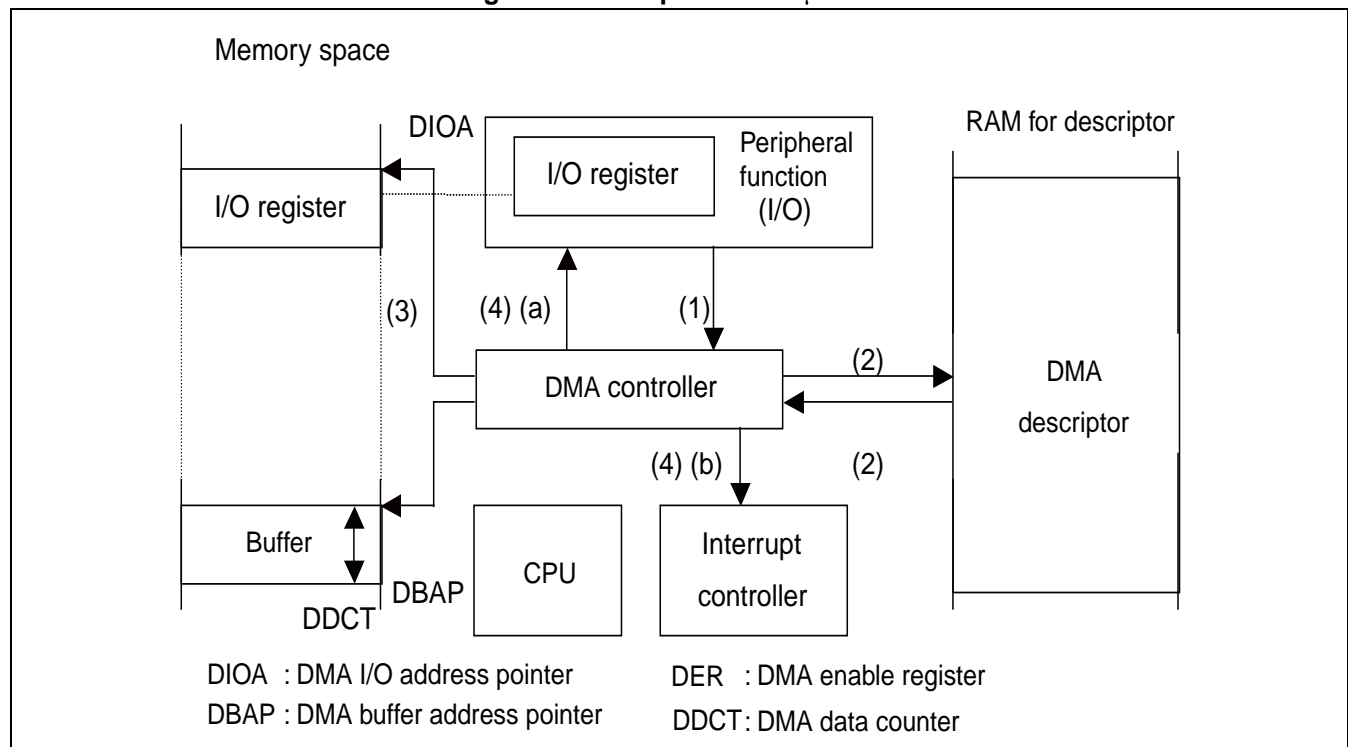 Memory space
DIOA
I/O register
Peripheral
function
(I/O)
RAM for descriptor
I/O register
(3)
(4) (a)
(1)
(2)
DMA controller
DMA
descriptor
(4) (b)
(2)
Buffer
DBAP
DDCT
CPU
Interrupt
controller
DIOA : DMA I/O address pointer
DER : DMA enable register
DBAP : DMA buffer address pointer
DDCT : DMA data counter